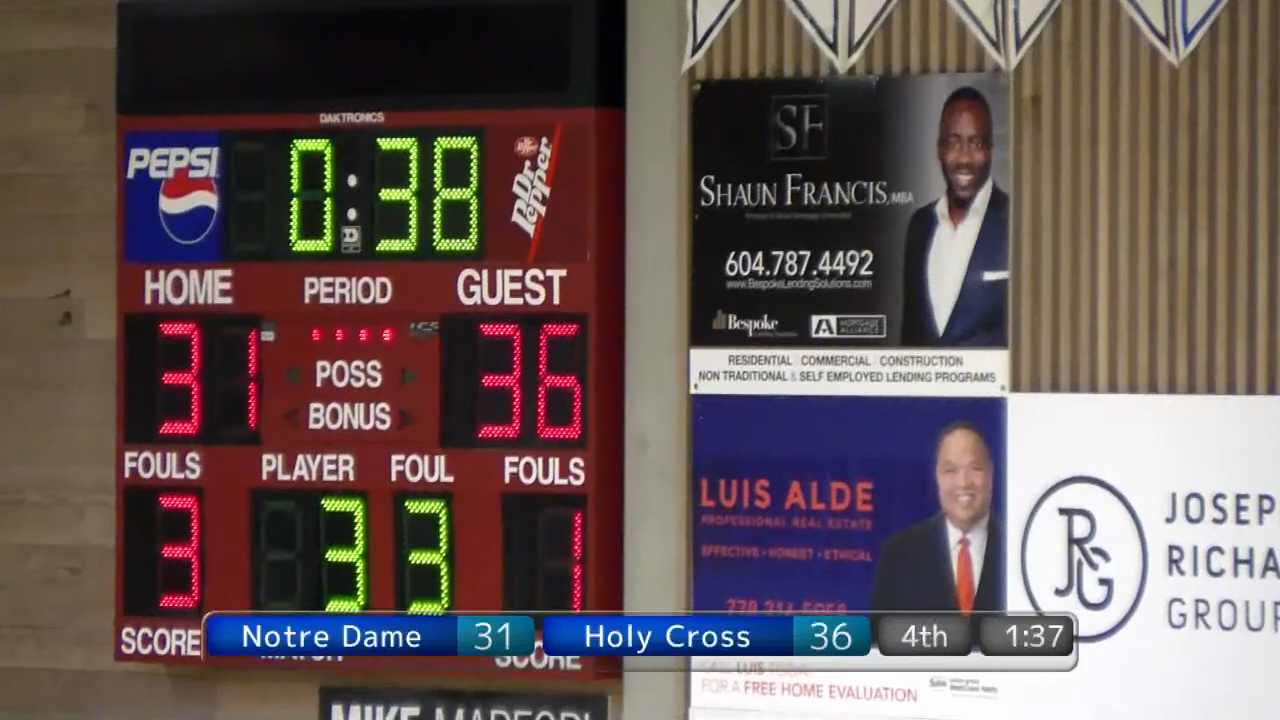 DAKTRONICS
PEPSI
0:38
Dr Pepper
HOME
PERIOD
GUEST
31
36
POSS
BONUS
FOULS
PLAYER
FOUL
FOULS
3
3
3
1
SCORE
SCORE
SF
SHAUN FRANCIS, MBA
604.787.4492
www.BespokeLendingSolutions.com
Bespoke
A MORTGAGE ALLIANCE
RESIDENTIAL COMMERCIAL CONSTRUCTION
NON TRADITIONAL & SELF EMPLOYED LENDING PROGRAMS
LUIS ALDE
PROFESSIONAL REAL ESTATE
EFFECTIVE • HONEST • ETHICAL
FOR A FREE HOME EVALUATION
JRG
JOSEP
RICHA
GROUP
Notre Dame 31 Holy Cross 36 4th 1:37
MIKE